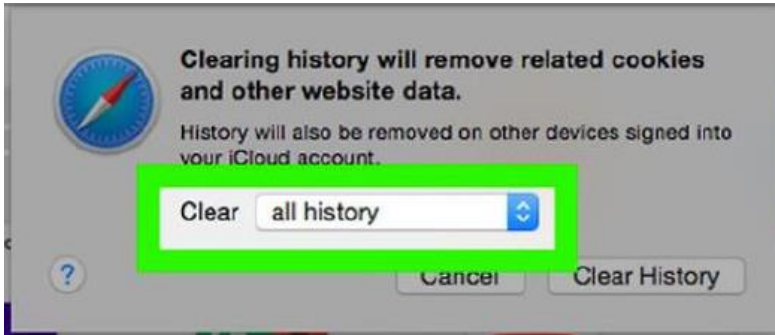 Clearing history will remove related cookies
and other website data.
History will also be removed on other devices signed into
your iCloud account.
Clear all history
? Cancel Clear History